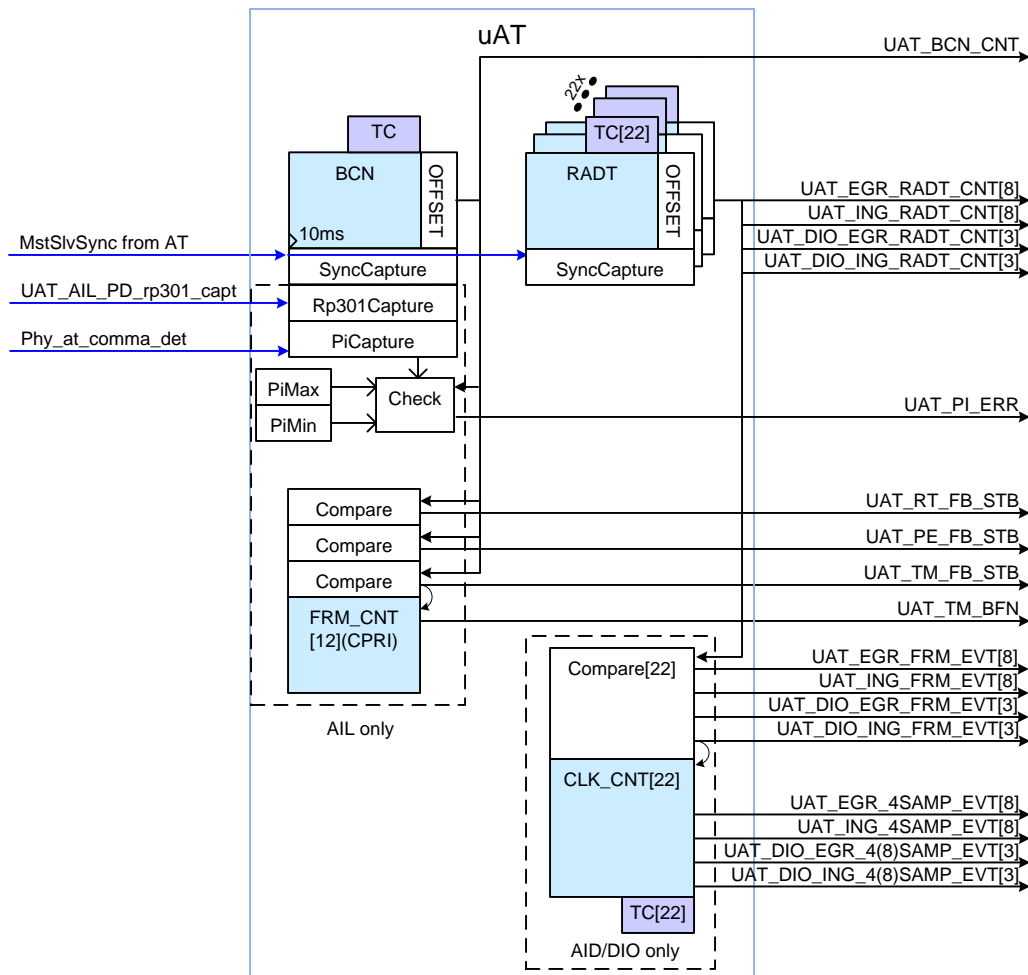 uAT
UAT_BCN_CNT
22x
TC
TC[22]
BCN
OFFSET
RADT
OFFSET
UAT_EGR_RADT_CNT[8]
UAT_ING_RADT_CNT[8]
UAT_DIO_EGR_RADT_CNT[3]
UAT_DIO_ING_RADT_CNT[3]
10ms
MstSlvSync from AT
SyncCapture
SyncCapture
UAT_AIL_PD_rp301_capt
Rp301Capture
Phy_at_comma_det
PiCapture
PiMax
PiMin
Check
UAT_PI_ERR
Compare
UAT_RT_FB_STB
Compare
UAT_PE_FB_STB
Compare
UAT_TM_FB_STB
FRM_CNT
[12](CPRI)
UAT_TM_BFN
AIL only
Compare[22]
UAT_EGR_FRM_EVT[8]
UAT_ING_FRM_EVT[8]
UAT_DIO_EGR_FRM_EVT[3]
UAT_DIO_ING_FRM_EVT[3]
CLK_CNT[22]
UAT_EGR_4SAMP_EVT[8]
UAT_ING_4SAMP_EVT[8]
UAT_DIO_EGR_4(8)SAMP_EVT[3]
UAT_DIO_ING_4(8)SAMP_EVT[3]
TC[22]
AID/DIO only